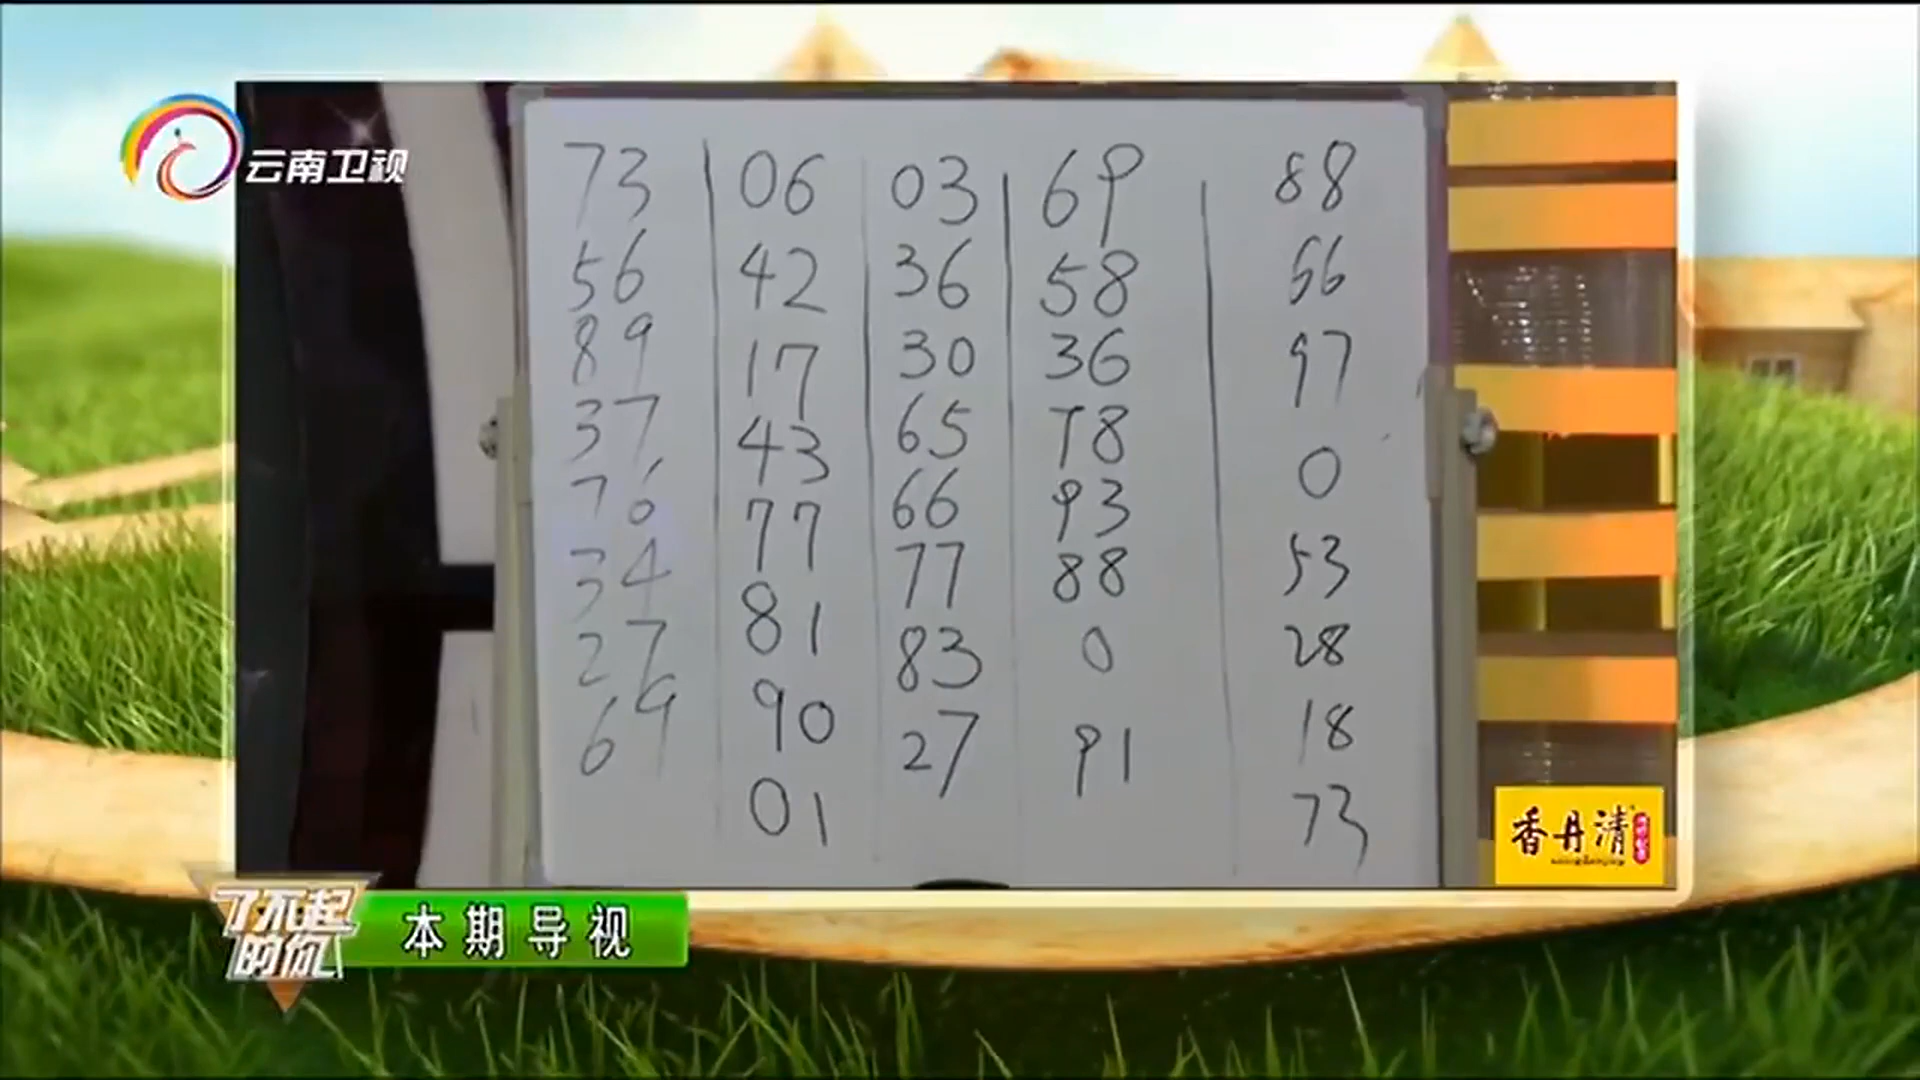 云南卫视
73 06 03 69 88
56 42 36 58 66
89 17 30 36 97
37 43 65 78 0
76 77 66 93 53
34 81 77 88 28
27 90 83 0 18
69 01 27 91 73
香丹清
了不起
的你
本期导视